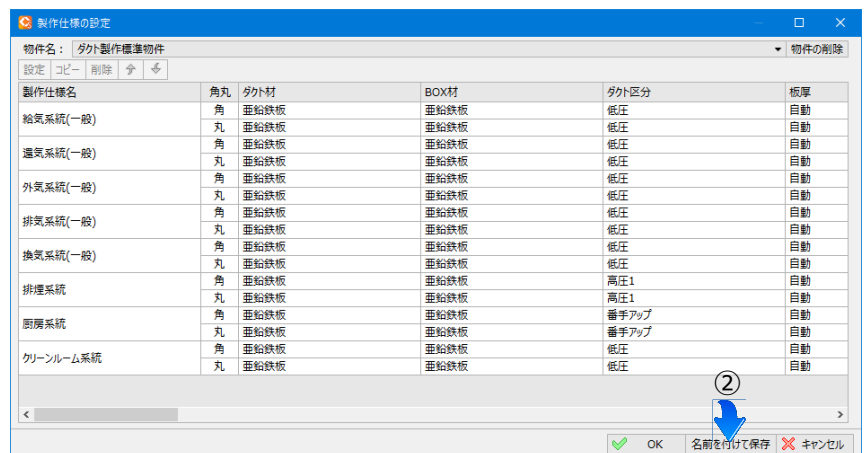 製作仕様の設定
物件名： ダクト製作標準物件 物件の削除
設定 コピー 削除
製作仕様名 角丸 ダクト材 BOX材 ダクト区分 板厚
給気系統(一般) 角 亜鉛鉄板 亜鉛鉄板 低圧 自動
丸 亜鉛鉄板 亜鉛鉄板 低圧 自動
還気系統(一般) 角 亜鉛鉄板 亜鉛鉄板 低圧 自動
丸 亜鉛鉄板 亜鉛鉄板 低圧 自動
外気系統(一般) 角 亜鉛鉄板 亜鉛鉄板 低圧 自動
丸 亜鉛鉄板 亜鉛鉄板 低圧 自動
排気系統(一般) 角 亜鉛鉄板 亜鉛鉄板 低圧 自動
丸 亜鉛鉄板 亜鉛鉄板 低圧 自動
換気系統(一般) 角 亜鉛鉄板 亜鉛鉄板 低圧 自動
丸 亜鉛鉄板 亜鉛鉄板 低圧 自動
排煙系統 角 亜鉛鉄板 亜鉛鉄板 高圧1 自動
丸 亜鉛鉄板 亜鉛鉄板 高圧1 自動
厨房系統 角 亜鉛鉄板 亜鉛鉄板 番手アップ 自動
丸 亜鉛鉄板 亜鉛鉄板 番手アップ 自動
クリーンルーム系統 角 亜鉛鉄板 亜鉛鉄板 低圧 自動
丸 亜鉛鉄板 亜鉛鉄板 低圧 自動
②
OK 名前を付けて保存 キャンセル